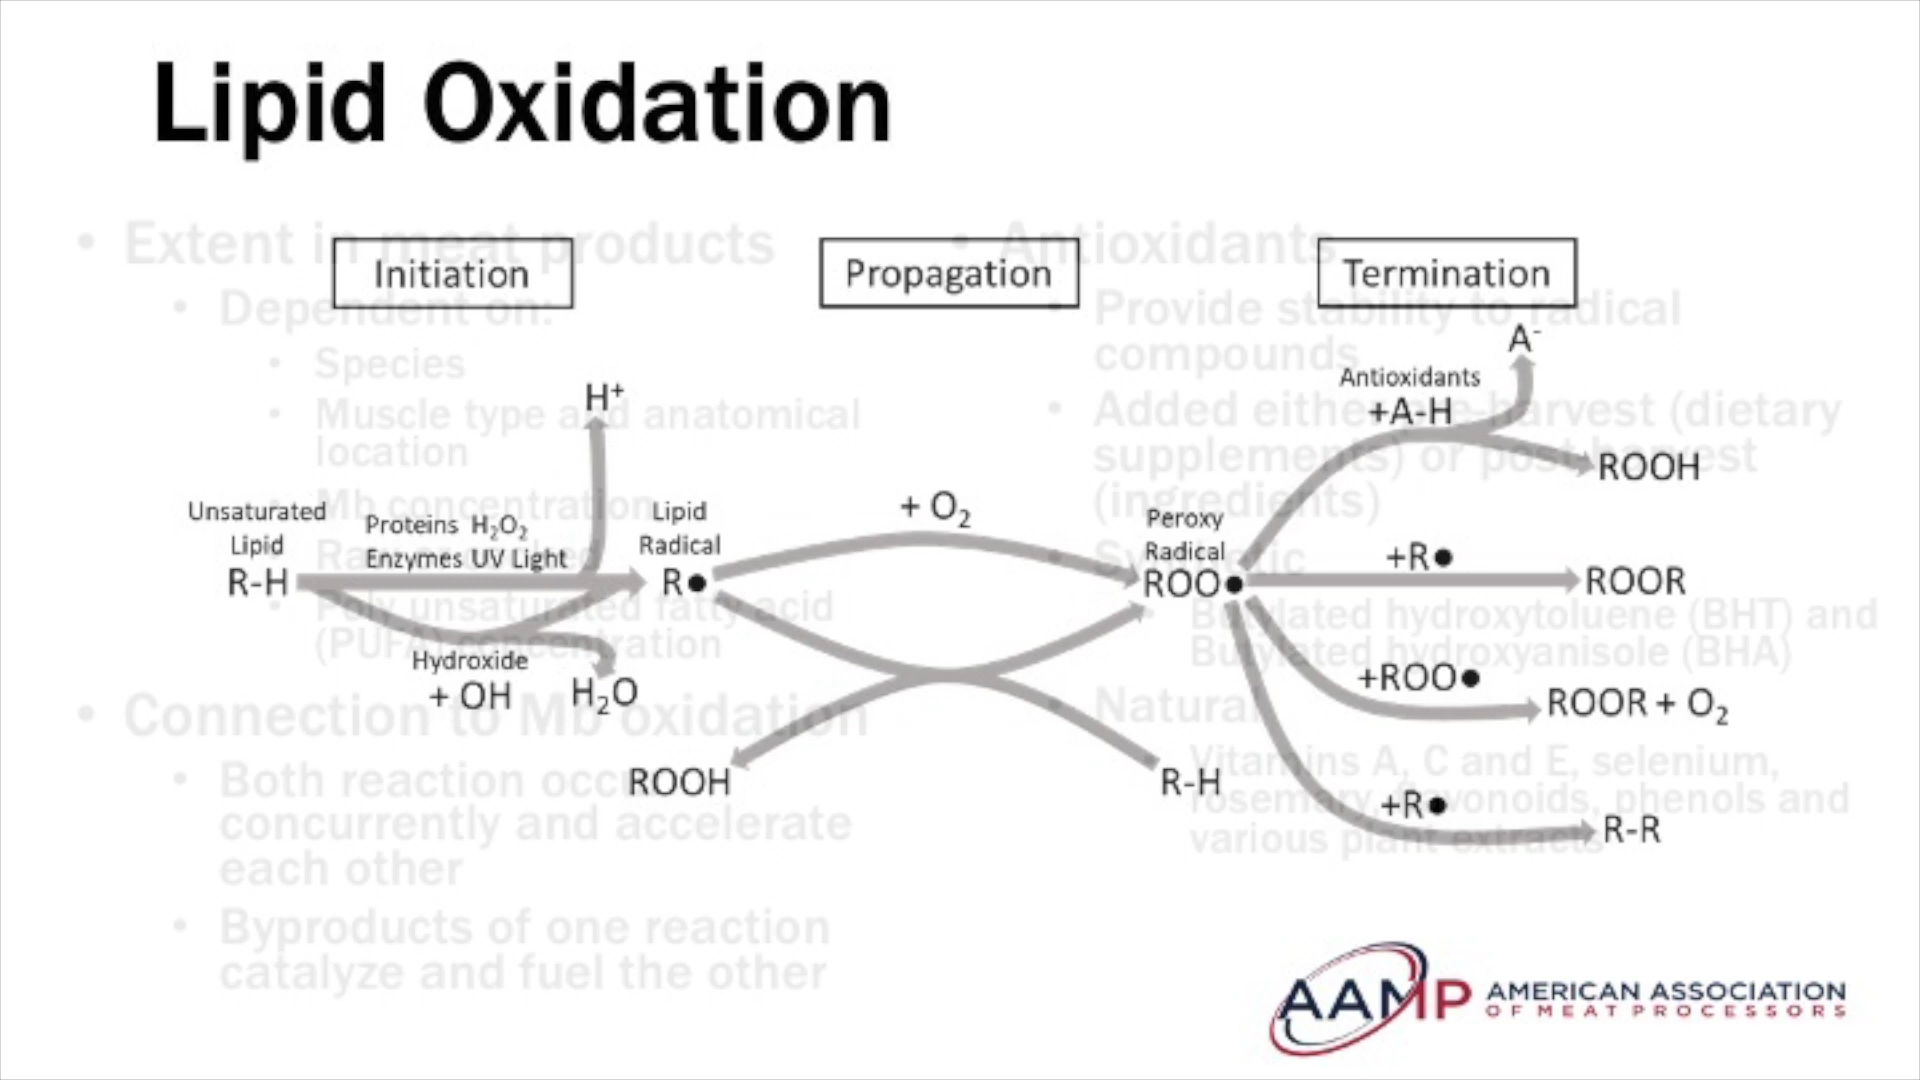 Lipid Oxidation
• Extent in meat products
• Dependent on:
• Species
• Muscle type and anatomical
location
• Mb concentration
• Poly unsaturated fatty acid
(PUFA) concentration
• Connection to Mb oxidation
• Both reaction occ
concurrently and accelerate
each other
• Byproducts of one reaction
catalyze and fuel the other
• Antioxidants
• Provide stability to radical
compounds
• Added either pre-harvest (dietary
supplements) or post harvest
(ingredients)
• Synthetic
Butylated hydroxytoluene (BHT) and
Butylated hydroxyanisole (BHA)
• Natural
Vitamins A, C and E, selenium,
rosemary, flavonoids, phenols and
various plant extracts
Initiation
Propagation
Termination
H⁺
Unsaturated
Lipid
R-H
Proteins H₂O₂
Enzymes UV Light
Hydroxide
+ OH
H₂O
Lipid
Radical
R●
+ O₂
ROOH
R-H
Peroxy
Radical
ROO●
Antioxidants
+A-H
A⁻
ROOH
+R●
ROOR
+ROO●
ROOR + O₂
+R●
R-R
AAMP
AMERICAN ASSOCIATION
OF MEAT PROCESSORS